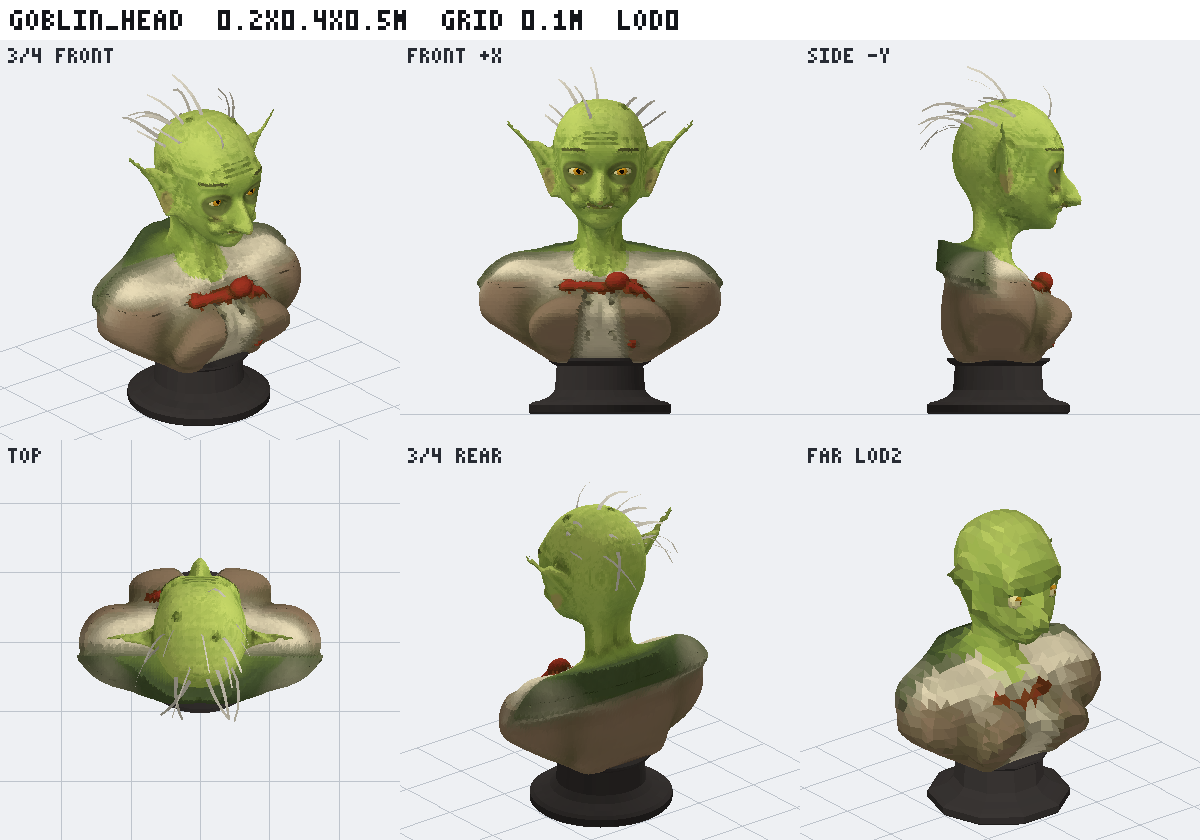 GOBLIN_HEAD 0.2X0.4X0.5M GRID 0.1M LOD0
3/4 FRONT
FRONT +X
SIDE -Y
TOP
3/4 REAR
FAR LOD2